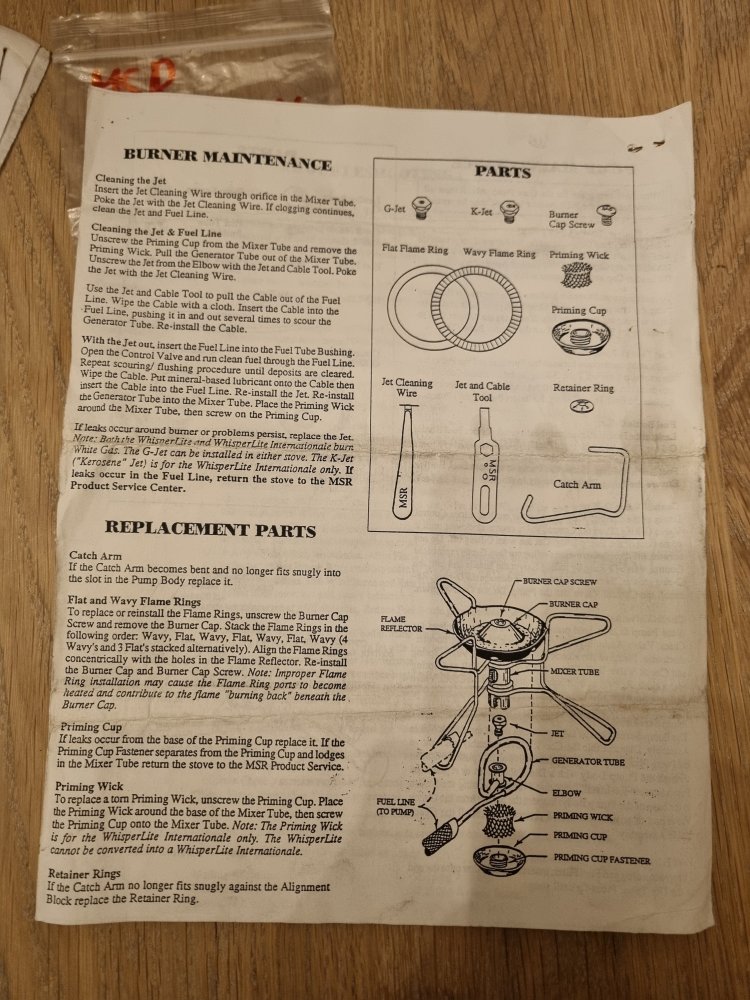 BURNER MAINTENANCE
Cleaning the Jet
Insert the Jet Cleaning Wire through orifice in the Mixer Tube.
Poke the Jet with the Jet Cleaning Wire. If clogging continues,
clean the Jet and Fuel Line.
Cleaning the Jet & Fuel Line
Unscrew the Priming Cup from the Mixer Tube and remove the
Priming Wick. Pull the Generator Tube out of the Mixer Tube.
Unscrew the Jet from the Elbow with the Jet and Cable Tool. Poke
the Jet with the Jet Cleaning Wire.
Use the Jet and Cable Tool to pull the Cable out of the Fuel
Line. Wipe the Cable with a cloth. Insert the Cable into the
Fuel Line, pushing it in and out several times to scour the
Generator Tube. Re-install the Cable.
With the Jet out, insert the Fuel Line into the Fuel Tube Bushing.
Open the Control Valve and run clean fuel through the Fuel Line.
Repeat scouring/ flushing procedure until deposits are cleared.
Wipe the Cable. Put mineral-based lubricant onto the Cable then
insert the Cable into the Fuel Line. Re-install the Jet. Re-install
the Generator Tube into the Mixer Tube. Place the Priming Wick
around the Mixer Tube, then screw on the Priming Cup.
If leaks occur around burner or problems persist, replace the Jet.
Note: Both the WhisperLite and WhisperLite Internationale burn
White Gas. The G-Jet can be installed in either stove. The K-Jet
("Kerosene" Jet) is for the WhisperLite Internationale only. If
leaks occur in the Fuel Line, return the stove to the MSR
Product Service Center.
REPLACEMENT PARTS
Catch Arm
If the Catch Arm becomes bent and no longer fits snugly into
the slot in the Pump Body replace it.
Flat and Wavy Flame Rings
To replace or reinstall the Flame Rings, unscrew the Burner Cap
Screw and remove the Burner Cap. Stack the Flame Rings in the
following order: Wavy, Flat, Wavy, Flat, Wavy, Flat, Wavy (4
Wavy's and 3 Flat's stacked alternatively). Align the Flame Rings
concentrically with the holes in the Flame Reflector. Re-install
the Burner Cap and Burner Cap Screw. Note: Improper Flame
Ring installation may cause the Flame Ring ports to become
heated and contribute to the flame "burning back" beneath the
Burner Cap.
Priming Cup
If leaks occur from the base of the Priming Cup replace it. If the
Priming Cup Fastener separates from the Priming Cup and lodges
in the Mixer Tube return the stove to the MSR Product Service.
Priming Wick
To replace a torn Priming Wick, unscrew the Priming Cup. Place
the Priming Wick around the base of the Mixer Tube, then screw
the Priming Cup onto the Mixer Tube. Note: The Priming Wick
is for the WhisperLite Internationale only. The WhisperLite
cannot be converted into a WhisperLite Internationale.
Retainer Rings
If the Catch Arm no longer fits snugly against the Alignment
Block replace the Retainer Ring.
PARTS
G-Jet
K-Jet
Burner
Cap Screw
Flat Flame Ring
Wavy Flame Ring
Priming Wick
Priming Cup
Jet Cleaning
Wire
Jet and Cable
Tool
Retainer Ring
MSR
MSR
Catch Arm
BURNER CAP SCREW
BURNER CAP
FLAME
REFLECTOR
MIXER TUBE
JET
GENERATOR TUBE
ELBOW
FUEL LINE
(TO PUMP)
PRIMING WICK
PRIMING CUP
PRIMING CUP FASTENER